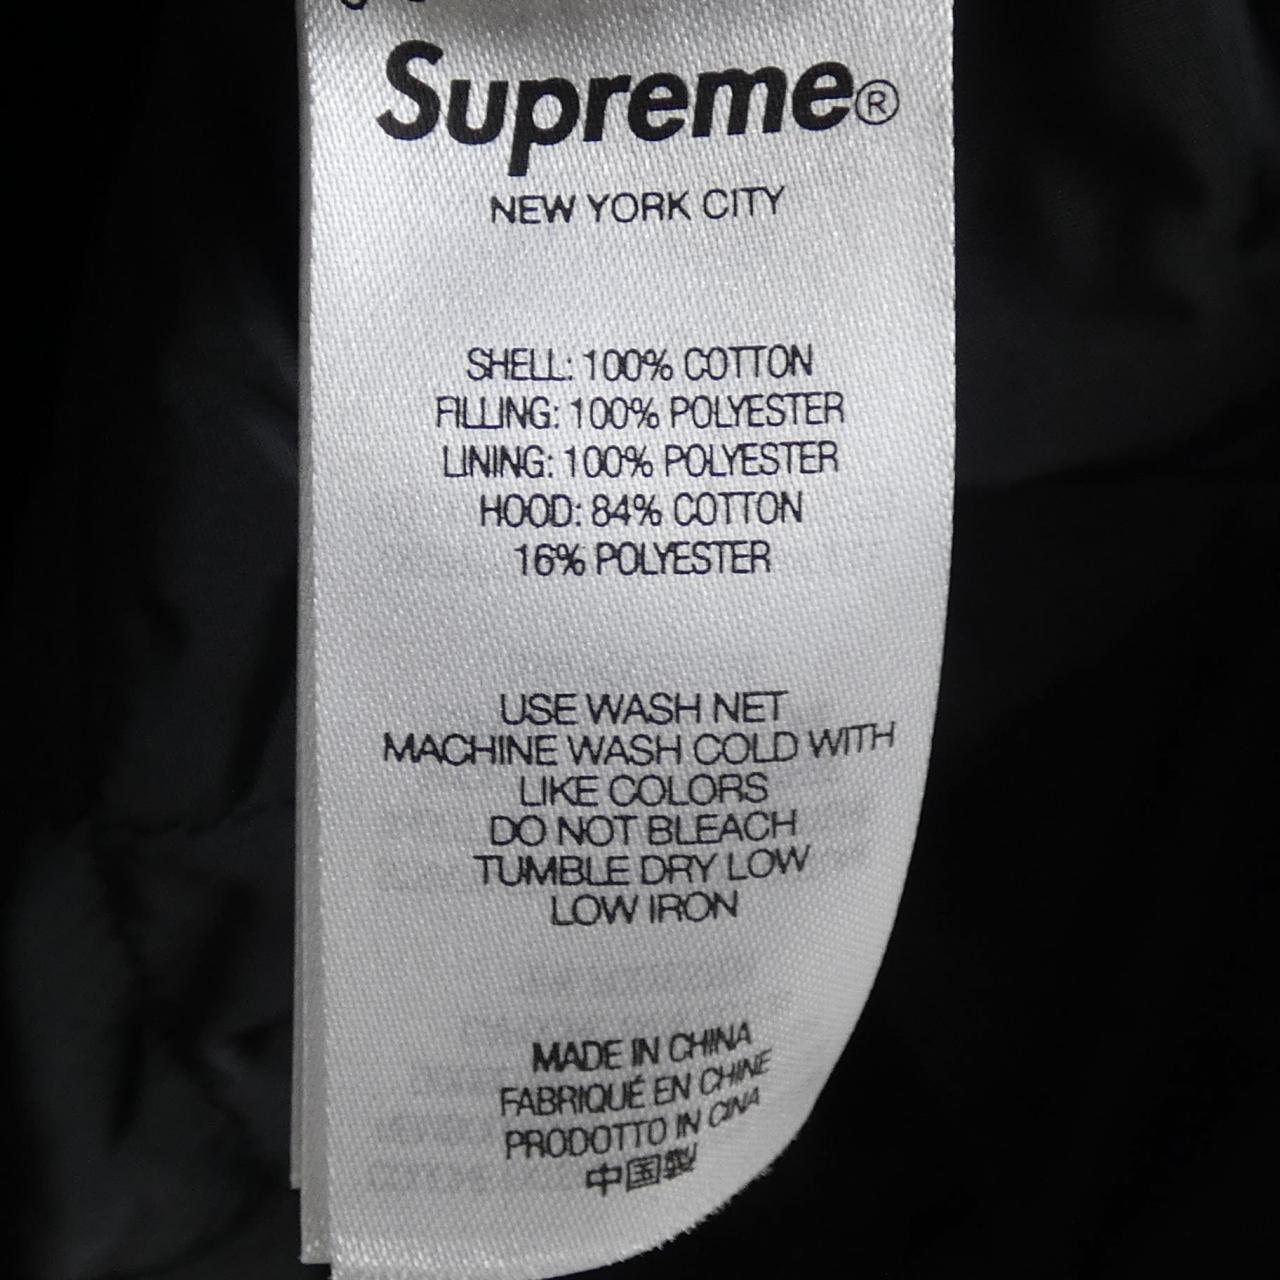 Supreme®
NEW YORK CITY
SHELL: 100% COTTON
FILLING: 100% POLYESTER
LINING: 100% POLYESTER
HOOD: 84% COTTON
16% POLYESTER
USE WASH NET
MACHINE WASH COLD WITH
LIKE COLORS
DO NOT BLEACH
TUMBLE DRY LOW
LOW IRON
MADE IN CHINA
FABRIQUÉ EN CHINE
PRODOTTO IN CINA
中国製